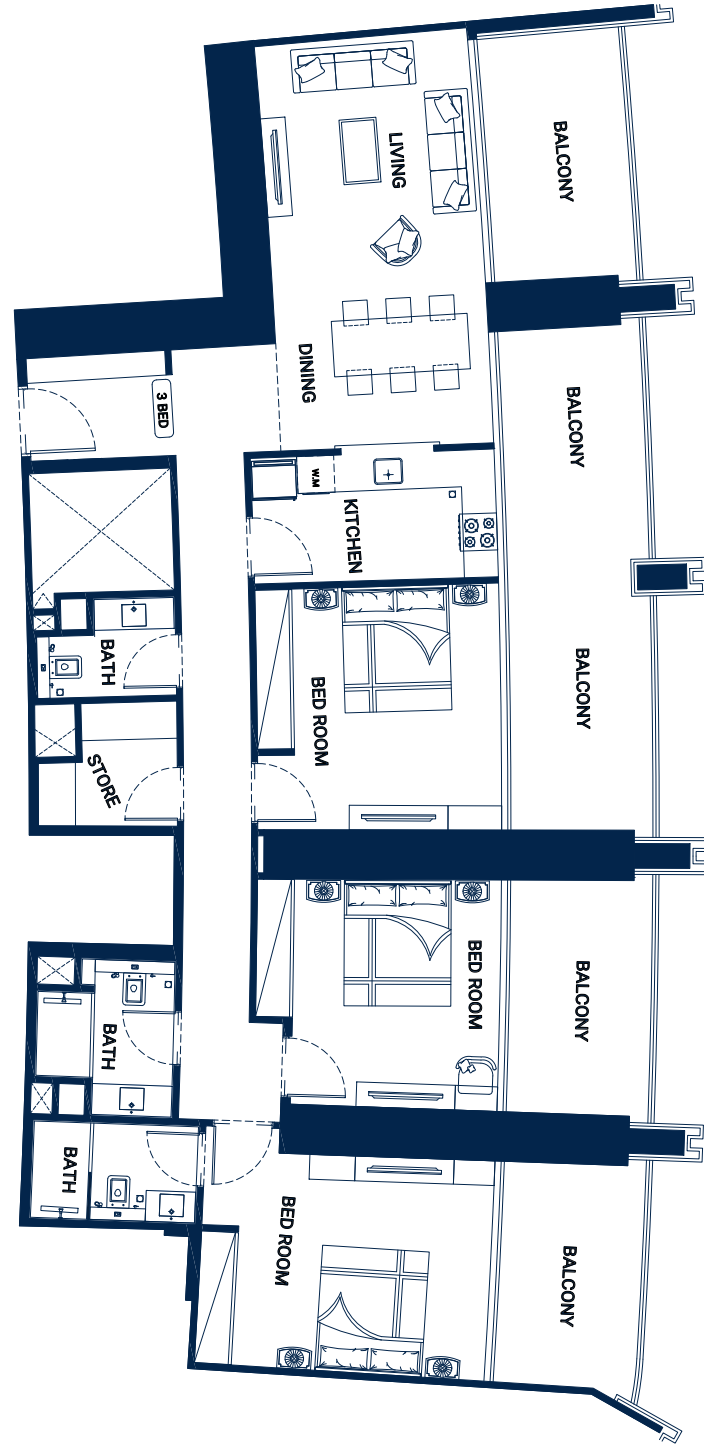 BALCONY
LIVING
DINING
3 BED
BALCONY
W.M
KITCHEN
BATH
BED ROOM
BALCONY
STORE
BED ROOM
BALCONY
BATH
BATH
BED ROOM
BALCONY